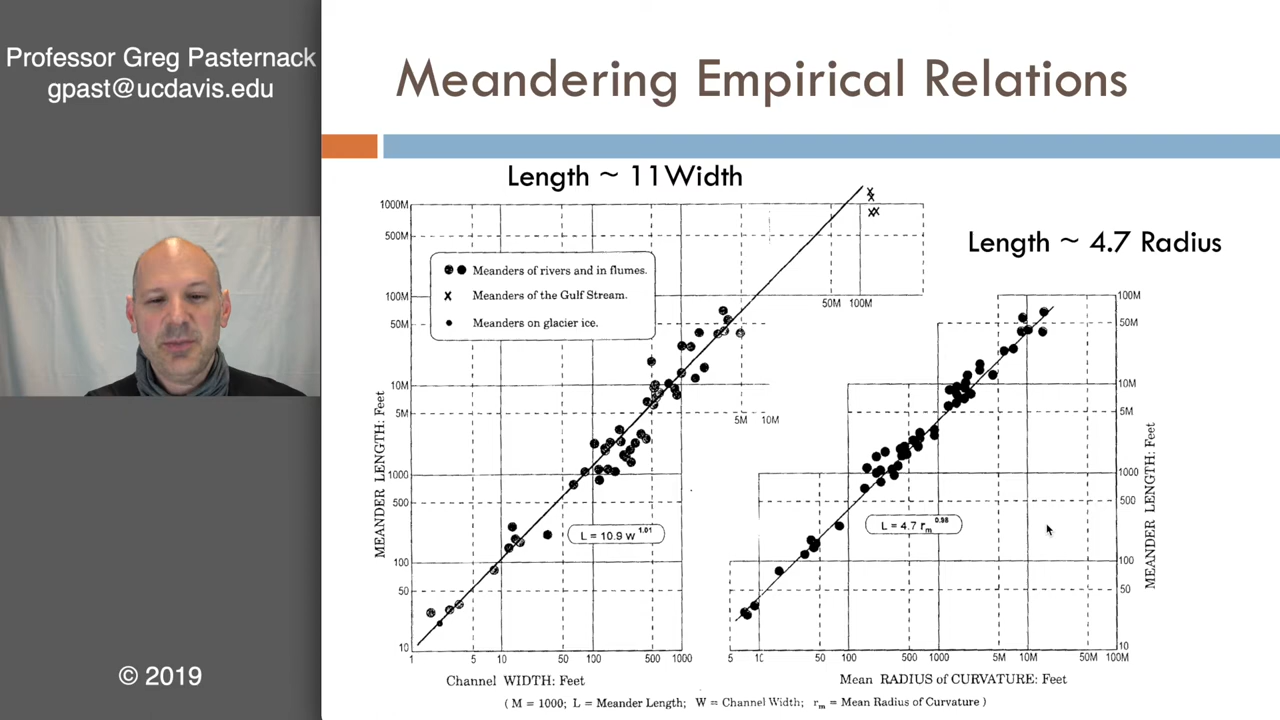 Professor Greg Pasternack
gpast@ucdavis.edu
© 2019
Meandering Empirical Relations
Length ~ 11Width
1000M
500M
100M
50M
10M
5M
1000
500
100
50
10
MEANDER LENGTH: Feet
Meanders of rivers and in flumes.
x Meanders of the Gulf Stream.
Meanders on glacier ice.
50M 100M
5M 10M
L = 10.9 w^1.01
1 5 10 50 100 500 1000
Channel WIDTH: Feet
Length ~ 4.7 Radius
100M
50M
10M
5M
1000
500
100
50
10
MEANDER LENGTH: Feet
L = 4.7 r_m^0.98
5 1C 50 100 500 1000 5M 10M 50M 100M
Mean RADIUS of CURVATURE: Feet
( M = 1000; L = Meander Length; W = Channel Width; r_m = Mean Radius of Curvature )